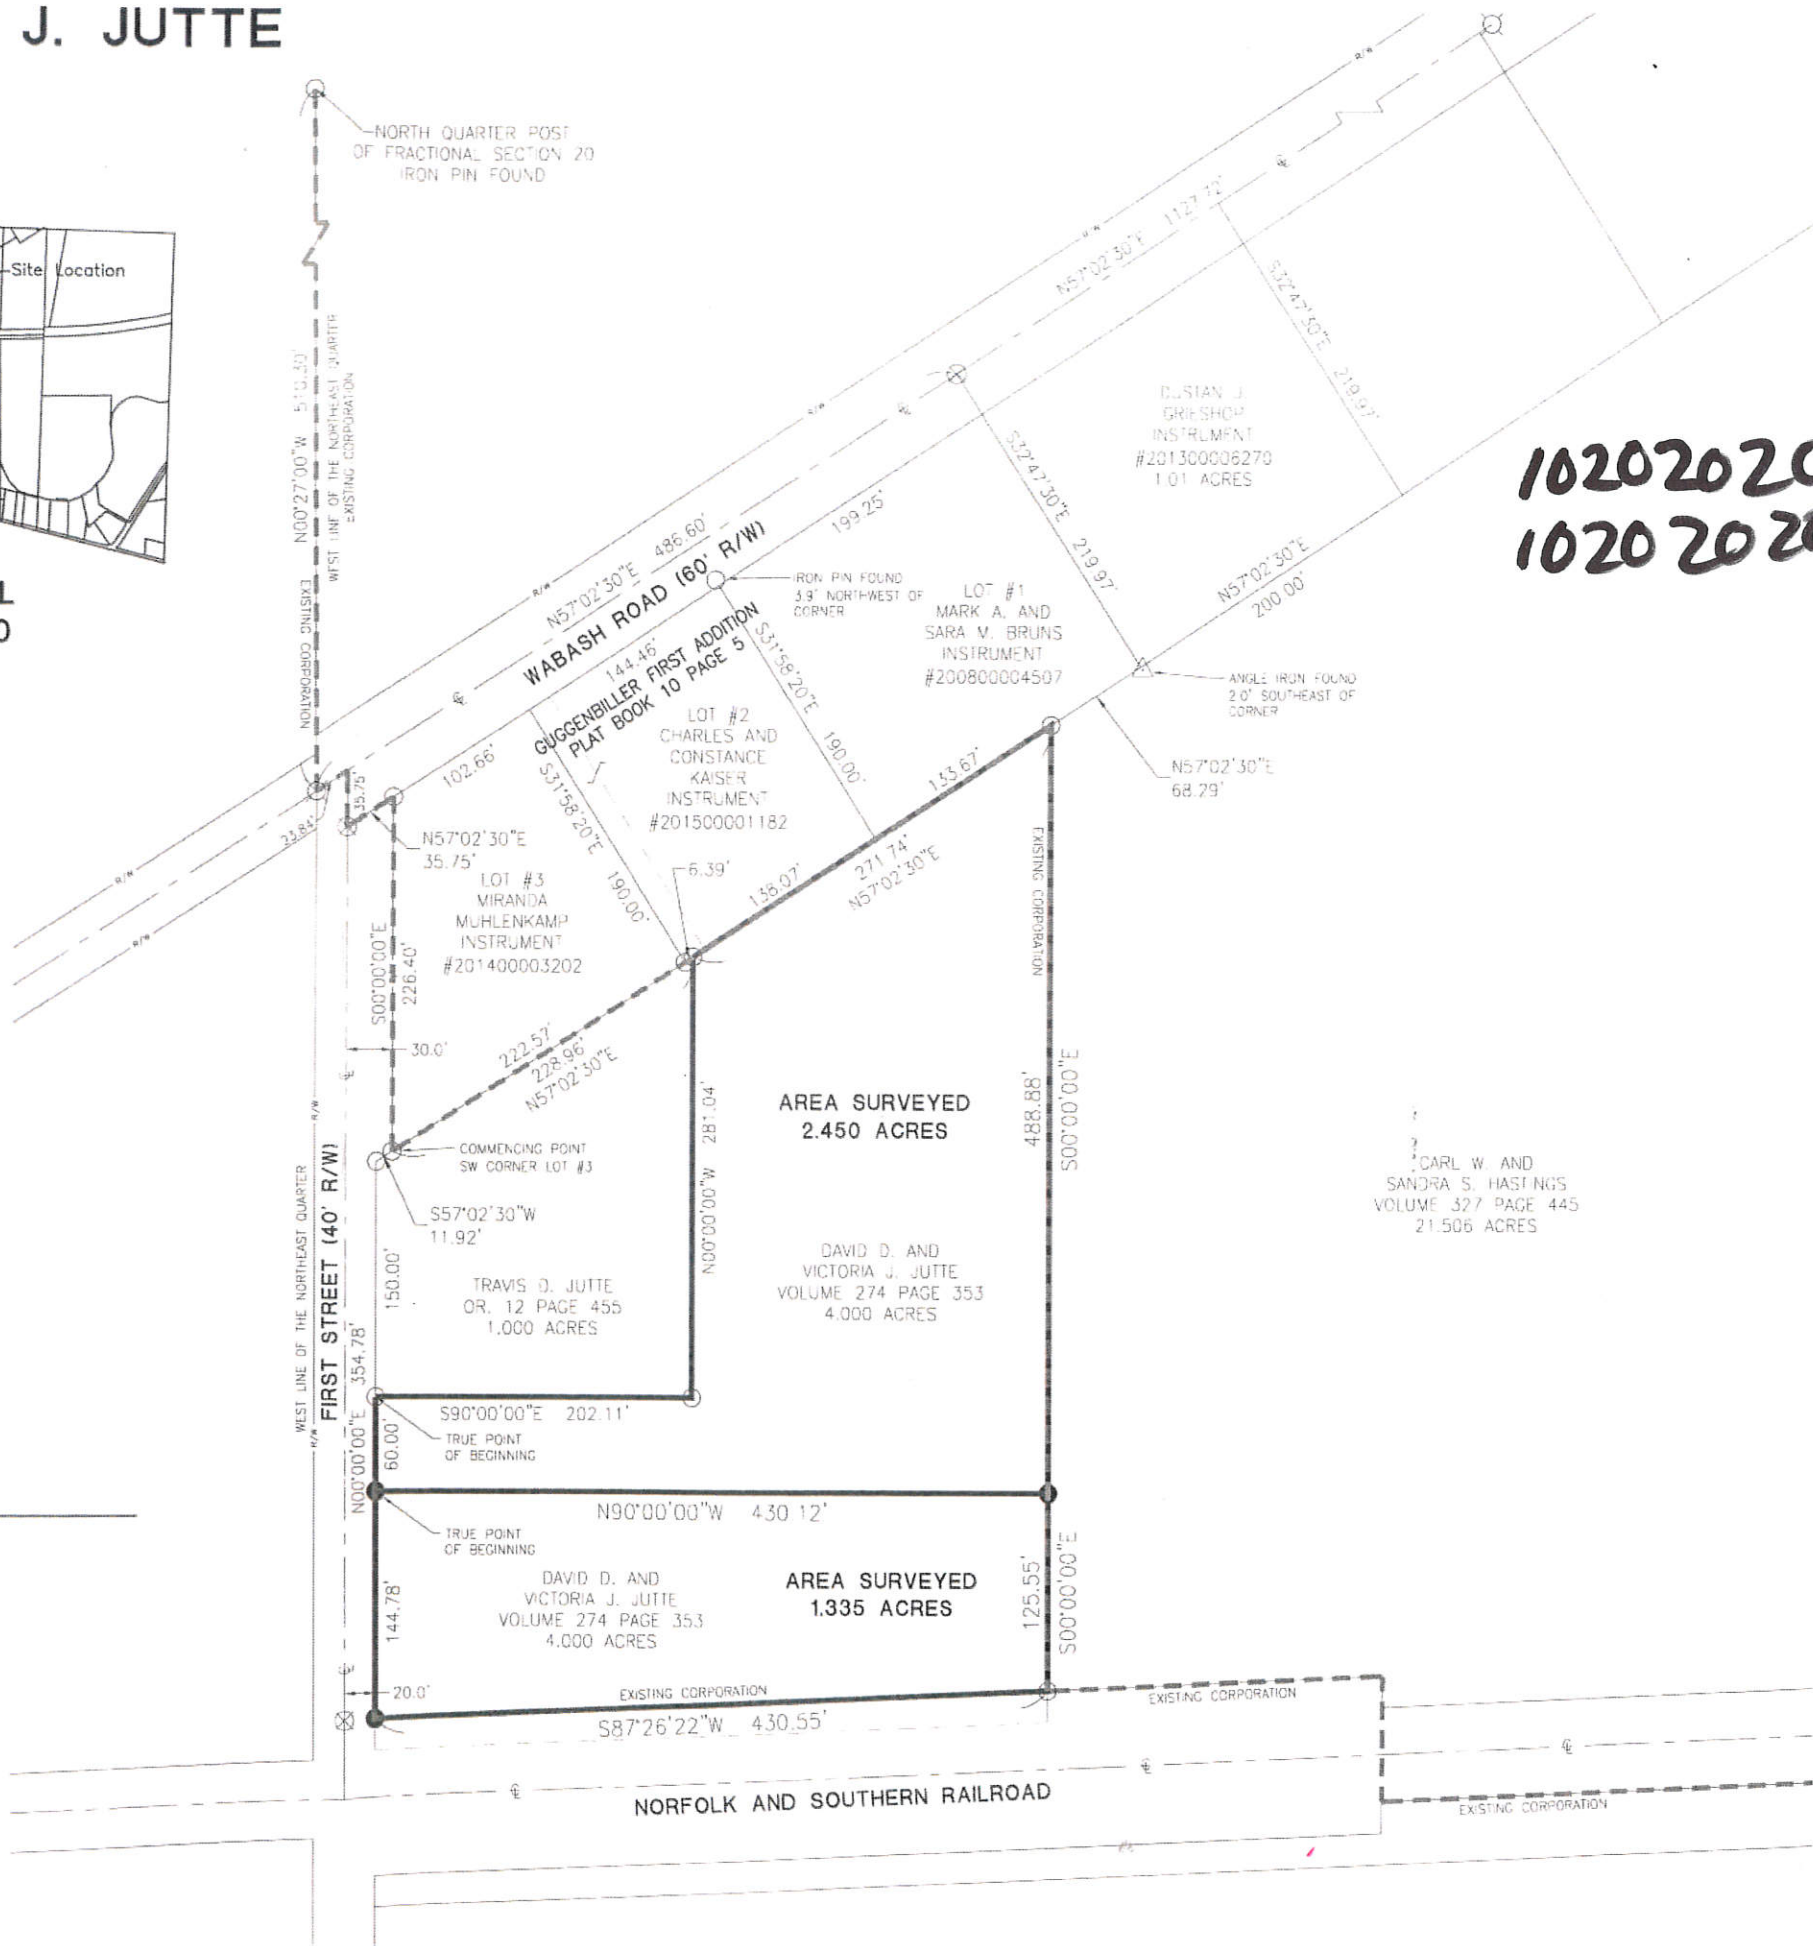 J. JUTTE
NORTH QUARTER POST
OF FRACTIONAL SECTION 20
IRON PIN FOUND
Site Location
L
0
N00°27'00"W
WEST LINE OF THE NORTHEAST QUARTER
EXISTING CORPORATION
EXISTING CORPORATION
R/W
R/W
R/W
R/W
N57°02'30"E 1127.72'
S32°47'30"E 219.97'
DUSTAN J.
GRIESHOP
INSTRUMENT
#201300006270
1.01 ACRES
10202020
10202020
S32°47'30"E 219.97'
N57°02'30"E
200.00'
N57°02'30"E 486.60'
WABASH ROAD (60' R/W)
199.25'
144.46'
102.66'
GUGGENBILLER FIRST ADDITION
PLAT BOOK 10 PAGE 5
IRON PIN FOUND
3.9' NORTHWEST OF
CORNER
LOT #1
MARK A. AND
SARA M. BRUNS
INSTRUMENT
#200800004507
ANGLE IRON FOUND
2.0' SOUTHEAST OF
CORNER
N57°02'30"E
68.29'
S31°58'20"E 190.00'
LOT #2
CHARLES AND
CONSTANCE
KAISER
INSTRUMENT
#201500001182
S31°58'20"E 190.00'
35.75'
23.84'
N57°02'30"E
35.75'
LOT #3
MIRANDA
MUHLENKAMP
INSTRUMENT
#201400003202
6.39'
133.67'
138.07'
271.74'
N57°02'30"E
EXISTING CORPORATION
R/W
R/W
S00°00'00"E
226.40'
30.0'
222.57'
228.96'
N57°02'30"E
COMMENCING POINT
SW CORNER LOT #3
S57°02'30"W
11.92'
N00°00'00"W 281.04'
AREA SURVEYED
2.450 ACRES
488.88'
S00°00'00"E
CARL W. AND
SANDRA S. HASTINGS
VOLUME 327 PAGE 445
21.506 ACRES
DAVID D. AND
VICTORIA J. JUTTE
VOLUME 274 PAGE 353
4.000 ACRES
R/W
WEST LINE OF THE NORTHEAST QUARTER
FIRST STREET (40' R/W)
R/W
150.00'
TRAVIS D. JUTTE
OR. 12 PAGE 455
1.000 ACRES
N00°00'00"E 354.78'
S90°00'00"E 202.11'
60.00'
TRUE POINT
OF BEGINNING
N90°00'00"W 430.12'
TRUE POINT
OF BEGINNING
144.78'
DAVID D. AND
VICTORIA J. JUTTE
VOLUME 274 PAGE 353
4.000 ACRES
AREA SURVEYED
1.335 ACRES
125.55'
S00°00'00"E
20.0'
EXISTING CORPORATION
S87°26'22"W 430.55'
EXISTING CORPORATION
NORFOLK AND SOUTHERN RAILROAD
EXISTING CORPORATION